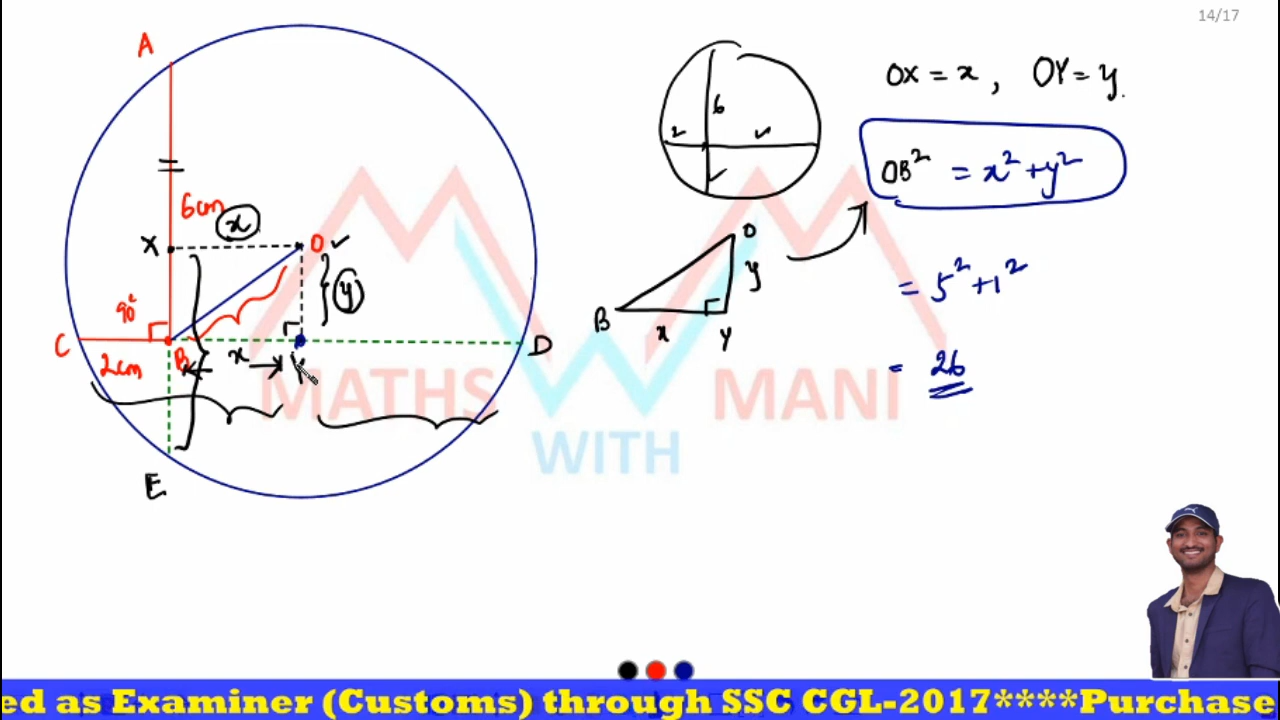 14/17
A
6
2
OX = x, OY = y.
OB² = x² + y²
6cm
x
X
O
y
O
y
B
x
Y
= 5² + 1²
90°
C
2cm
B
x
Y
D
= 26
MATHS
WITH
MANI
E
ed as Examiner (Customs) through SSC CGL-2017****Purchase